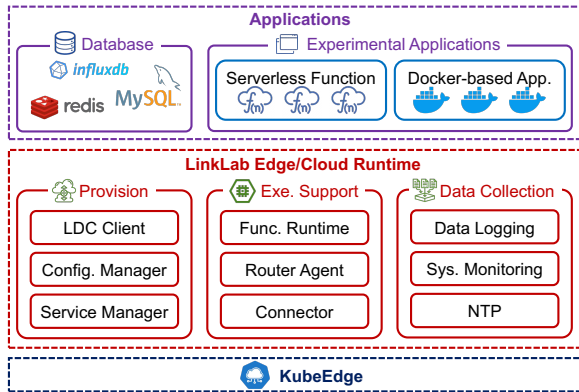 Applications
Database
Experimental Applications
influxdb
redis
MySQL™
Serverless Function
f(n) f(n) f(n)
Docker-based App.
LinkLab Edge/Cloud Runtime
Provision
LDC Client
Config. Manager
Service Manager
Exe. Support
Func. Runtime
Router Agent
Connector
Data Collection
Data Logging
Sys. Monitoring
NTP
KubeEdge